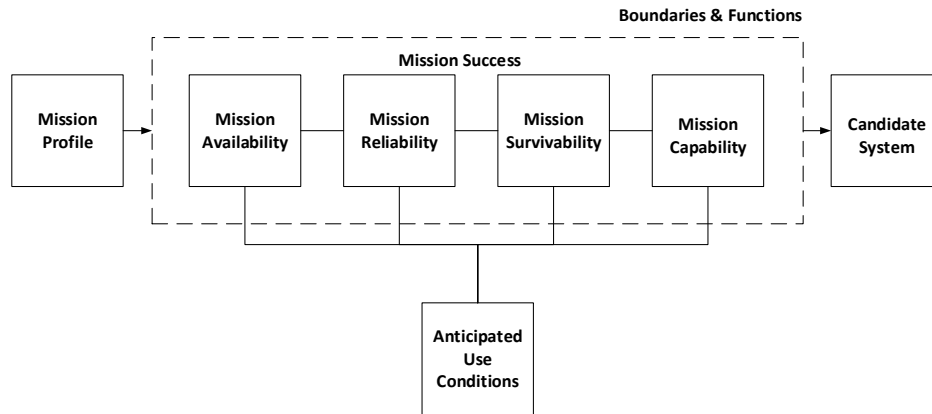 Boundaries & Functions
Mission Success
Mission
Profile
Mission
Availability
Mission
Reliability
Mission
Survivability
Mission
Capability
Candidate
System
Anticipated
Use
Conditions